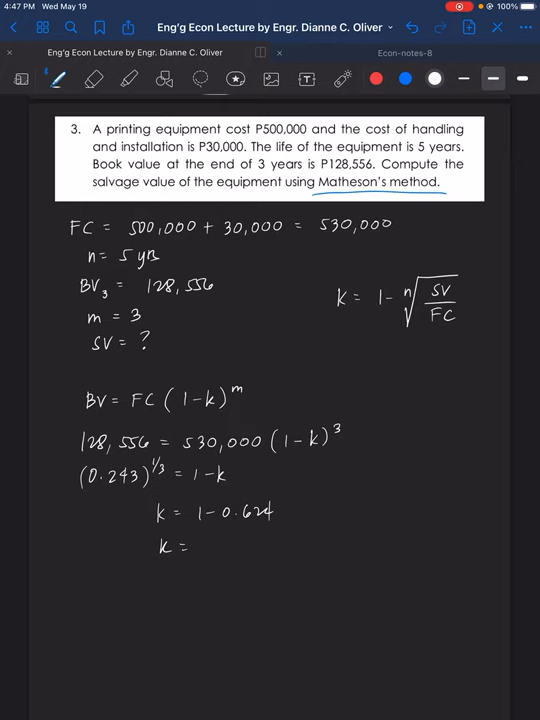 4:47 PM Wed May 19
100%
Eng'g Econ Lecture by Engr. Dianne C. Oliver
Eng'g Econ Lecture by Engr. Dianne C. Oliver
Econ-notes-8
3. A printing equipment cost P500,000 and the cost of handling
and installation is P30,000. The life of the equipment is 5 years.
Book value at the end of 3 years is P128,556. Compute the
salvage value of the equipment using Matheson's method.
FC = 500,000 + 30,000 = 530,000
n = 5 yrs
BV₃ = 128,556
m = 3
SV = ?
K = 1 - ⁿ√(SV/FC)
BV = FC (1-k)ᵐ
128,556 = 530,000 (1-k)³
(0.243)^1/3 = 1-k
k = 1 - 0.624
k =